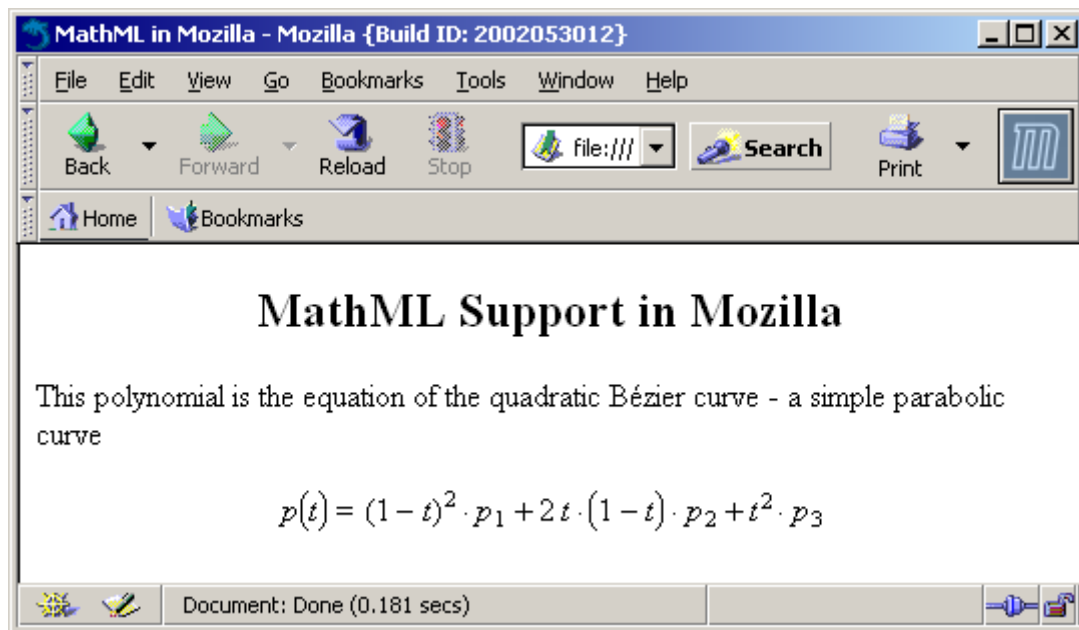 MathML in Mozilla - Mozilla {Build ID: 2002053012}
File Edit View Go Bookmarks Tools Window Help
Back Forward Reload Stop file:/// Search Print
Home Bookmarks
MathML Support in Mozilla
This polynomial is the equation of the quadratic Bézier curve - a simple parabolic
curve
p(t) = (1 − t)² · p₁ + 2 t · (1 − t) · p₂ + t² · p₃
Document: Done (0.181 secs)